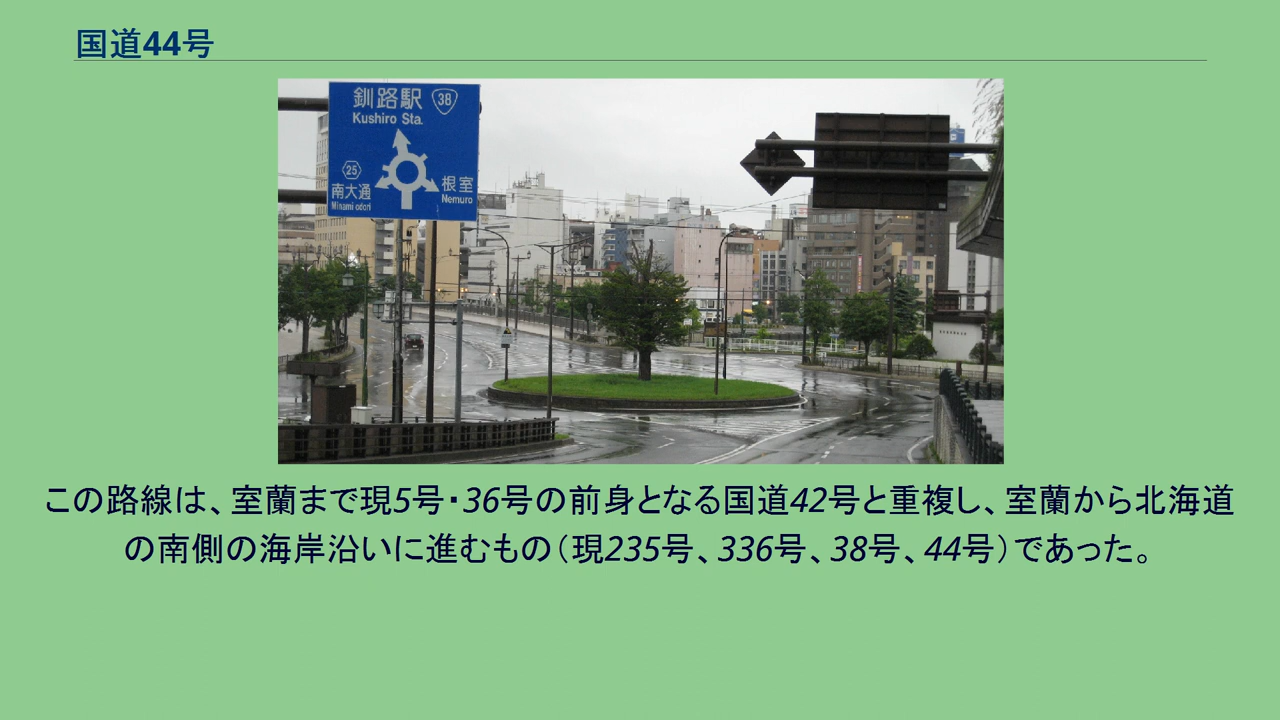 国道44号
釧路駅 38
Kushiro Sta.
25
南大通
Minami odori
根室
Nemuro
この路線は、室蘭まで現5号・36号の前身となる国道42号と重複し、室蘭から北海道
の南側の海岸沿いに進むもの（現235号、336号、38号、44号）であった。